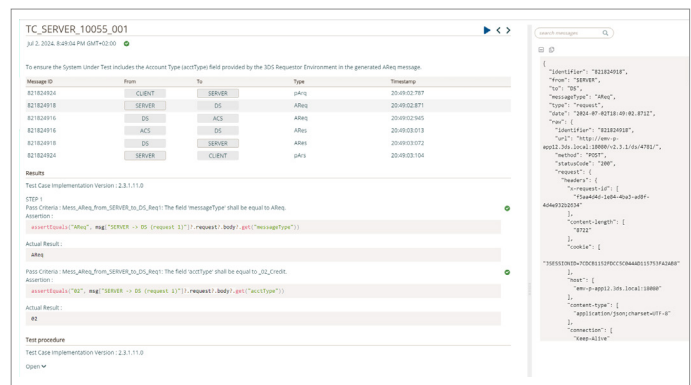 TC_SERVER_10055_001
Jul 2, 2024, 8:49:04 PM GMT+02:00
To ensure the System Under Test includes the Account Type (acctType) field provided by the 3DS Requestor Environment in the generated AReq message.
Message ID From To Type Timestamp
821824924 CLIENT SERVER pArq 20:49:02:787
821824918 SERVER DS AReq 20:49:02:871
821824916 DS ACS AReq 20:49:02:945
821824916 ACS DS ARes 20:49:03:013
821824918 DS SERVER ARes 20:49:03:072
821824924 SERVER CLIENT pArs 20:49:03:104
Results
Test Case Implementation Version : 2.3.1.11.0
STEP 1
Pass Criteria : Mess_AReq_from_SERVER_to_DS_Req1: The field 'messageType' shall be equal to AReq.
Assertion :
assertEquals("AReq", msg["SERVER -> DS (request 1)"]?.request?.body?.get("messageType"))
Actual Result :
AReq
Pass Criteria : Mess_AReq_from_SERVER_to_DS_Req1: The field 'acctType' shall be equal to _02_Credit.
Assertion :
assertEquals("02", msg["SERVER -> DS (request 1)"]?.request?.body?.get("acctType"))
Actual Result :
02
Test procedure
Test Case Implementation Version : 2.3.1.11.0
Open
search messages
{
"identifier": "821824918",
"from": "SERVER",
"to": "DS",
"messageType": "AReq",
"type": "request",
"date": "2024-07-02T18:49:02.871Z",
"raw": {
"identifier": "821824918",
"uri": "http://emv-p-
app12.3ds.local:18080/v2.3.1/ds/4781/",
"method": "POST",
"statusCode": "200",
"request": {
"headers": {
"x-request-id": [
],
"content-length": [
"8722"
],
"cookie": [
],
"host": [
"emv-p-app12.3ds.local:18080"
],
"content-type": [
"application/json;charset=UTF-8"
],
"connection": [
"Keep-Alive"